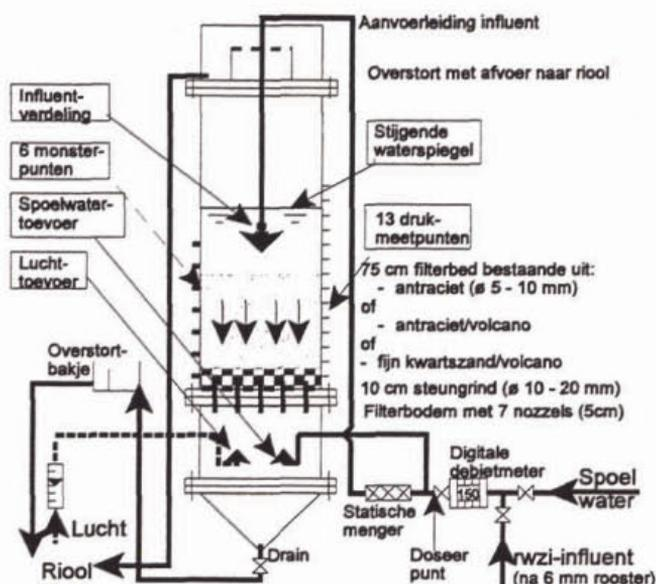 Aanvoerleiding influent
Overstort met afvoer naar riool
Influent-
verdeling
Stijgende
waterspiegel
6 monster-
punten
Spoelwater-
toevoer
13 druk-
meetpunten
Lucht-
toevoer
75 cm filterbed bestaande uit:
- antraciet (ø 5 - 10 mm)
of
- antraciet/volcano
of
- fijn kwartszand/volcano
10 cm steungrind (ø 10 - 20 mm)
Filterbodem met 7 nozzels (5cm)
Overstort-
bakje
Digitale
debietmeter
150
Spoel
water
Statische
menger
Lucht
Drain
Doseer
punt
Riool
rwzi-influent
(na 6 mm rooster)